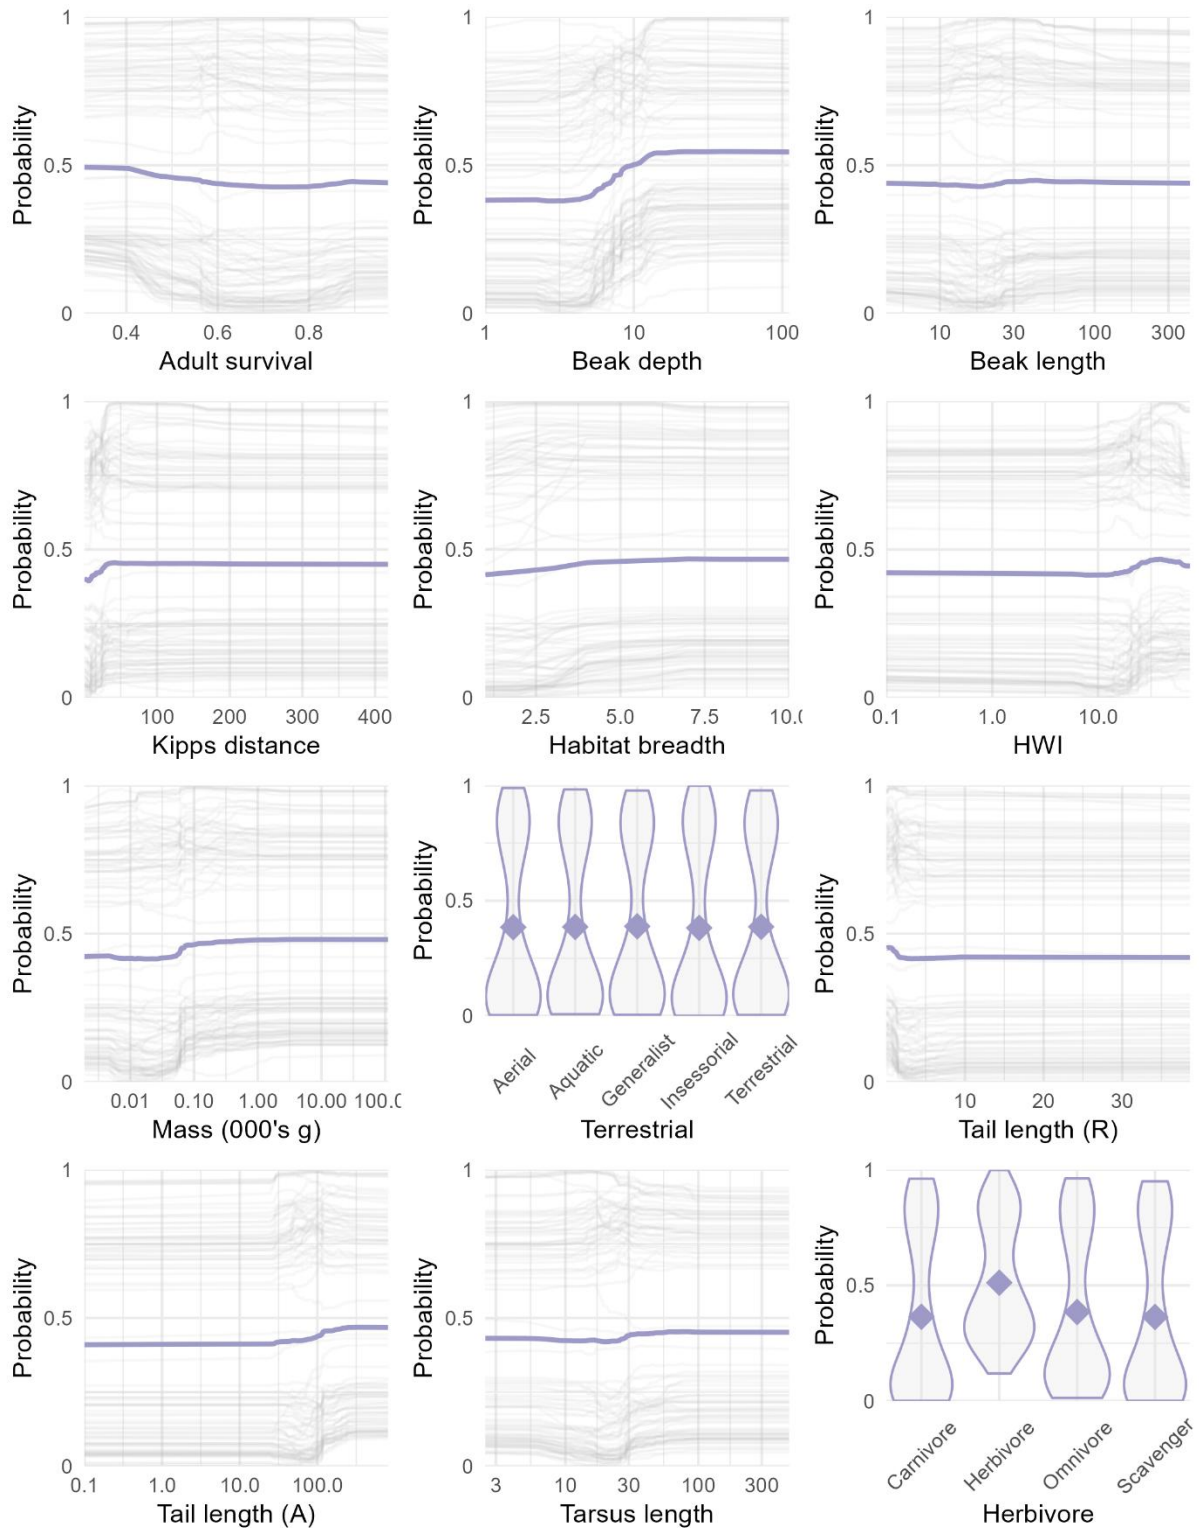 1
0.5
0
Probability
0.4 0.6 0.8
Adult survival
Probability
1
0.5
0
1 10 100
Beak depth
Probability
1
0.5
0
10 30 100 300
Beak length
Probability
1
0.5
0
100 200 300 400
Kipps distance
Probability
1
0.5
0
2.5 5.0 7.5 10.
Habitat breadth
Probability
1
0.5
0
0.1 1.0 10.0
HWI
Probability
1
0.5
0
0.01 0.10 1.00 10.00 100.
Mass (000's g)
Probability
1
0.5
0
Aerial Aquatic Generalist Insessorial Terrestrial
Terrestrial
Probability
1
0.5
0
10 20 30
Tail length (R)
Probability
1
0.5
0
0.1 1.0 10.0 100.0
Tail length (A)
Probability
1
0.5
0
3 10 30 100 300
Tarsus length
Probability
1
0.5
0
Carnivore Herbivore Omnivore Scavenger
Herbivore